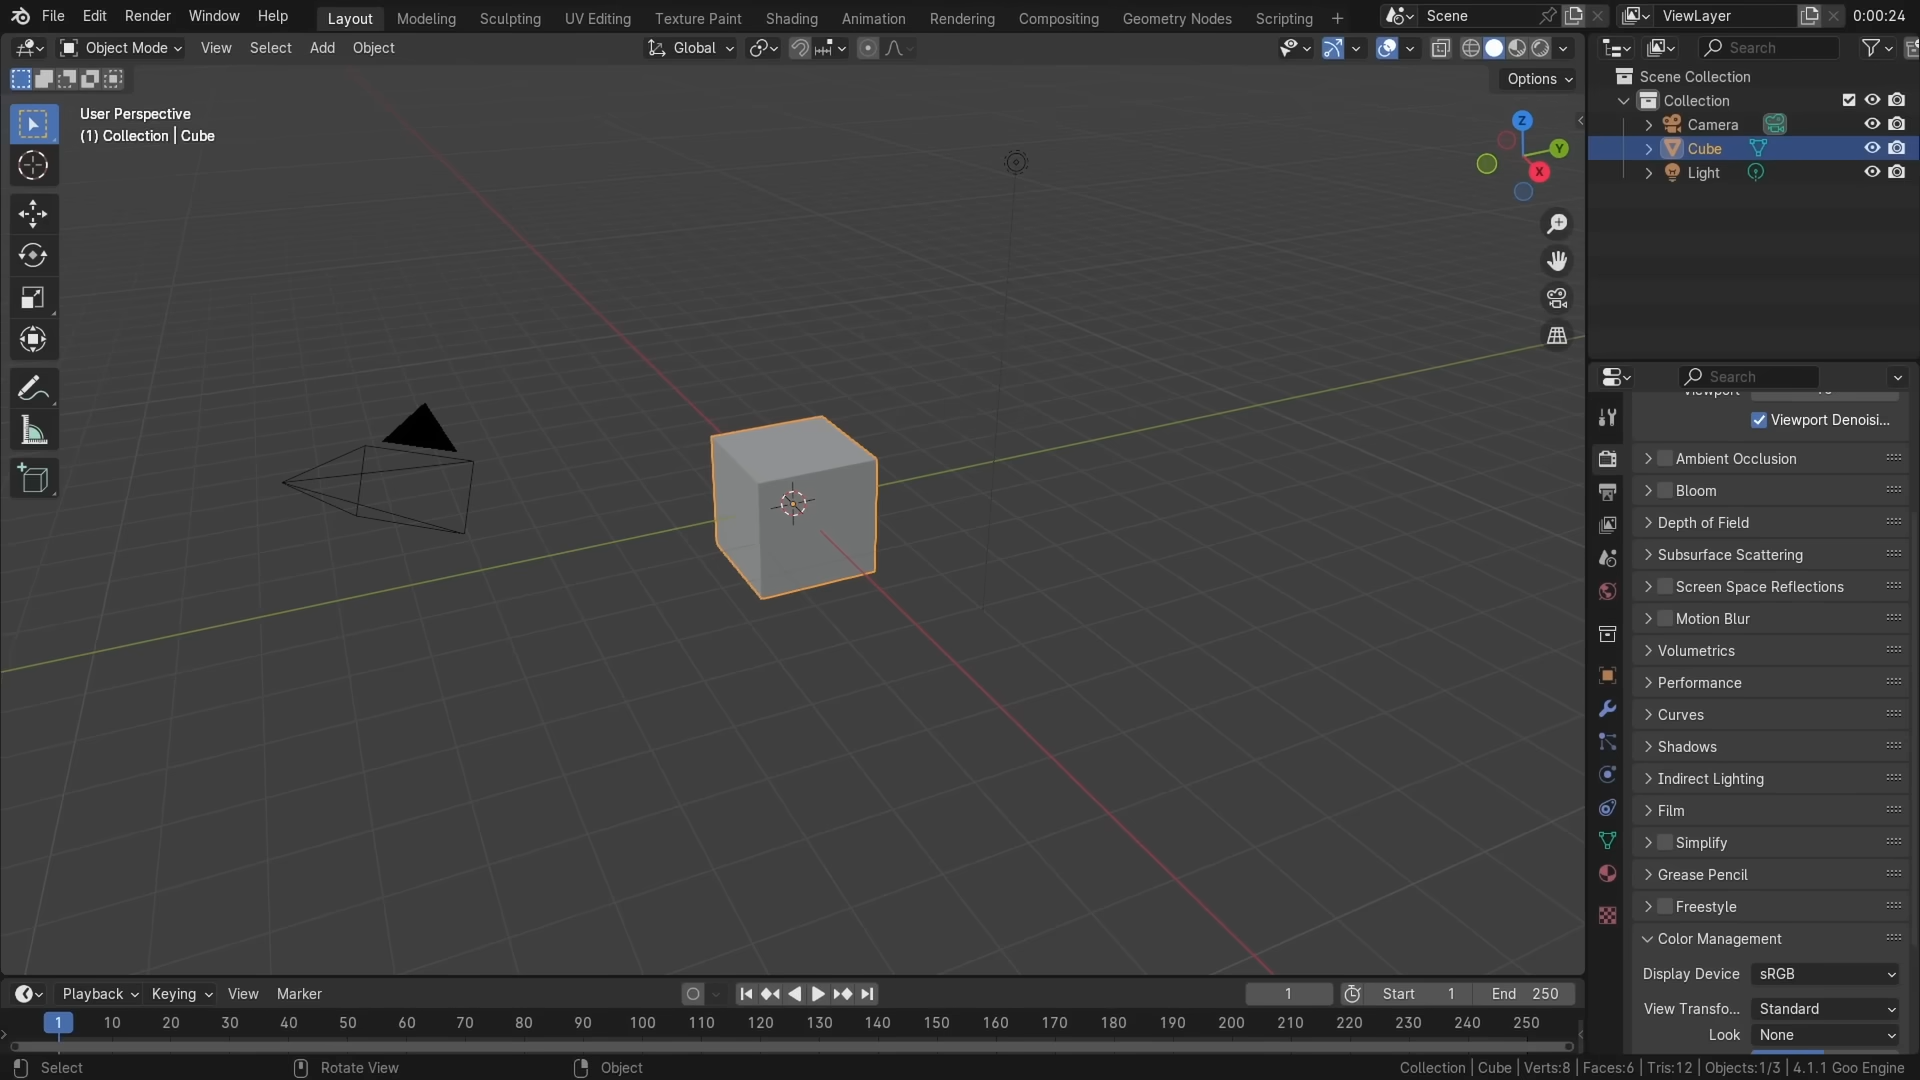 File Edit Render Window Help Layout Modeling Sculpting UV Editing Texture Paint Shading Animation Rendering Compositing Geometry Nodes Scripting + Scene ViewLayer 0:00:24
Object Mode View Select Add Object Global Search
Options
User Perspective
(1) Collection | Cube
Z
Y
X
Scene Collection
Collection
Camera
Cube
Light
Search
Viewport Denoisi...
Ambient Occlusion
Bloom
Depth of Field
Subsurface Scattering
Screen Space Reflections
Motion Blur
Volumetrics
Performance
Curves
Shadows
Indirect Lighting
Film
Simplify
Grease Pencil
Freestyle
Color Management
Display Device sRGB
View Transfo... Standard
Look None
Playback Keying View Marker 1 Start 1 End 250
1 10 20 30 40 50 60 70 80 90 100 110 120 130 140 150 160 170 180 190 200 210 220 230 240 250
Select Rotate View Object Collection | Cube | Verts:8 | Faces:6 | Tris:12 | Objects:1/3 | 4.1.1 Goo Engine